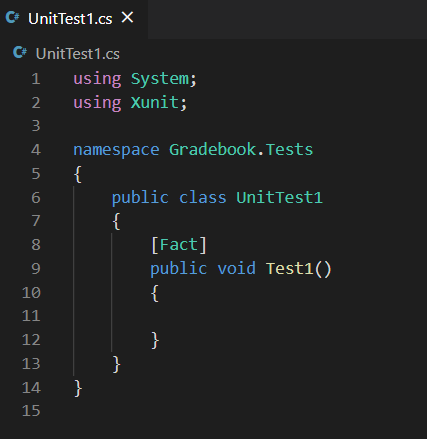 UnitTest1.cs
UnitTest1.cs
1 using System;
2 using Xunit;
3
4 namespace Gradebook.Tests
5 {
6     public class UnitTest1
7     {
8         [Fact]
9         public void Test1()
10         {
11
12         }
13     }
14 }
15